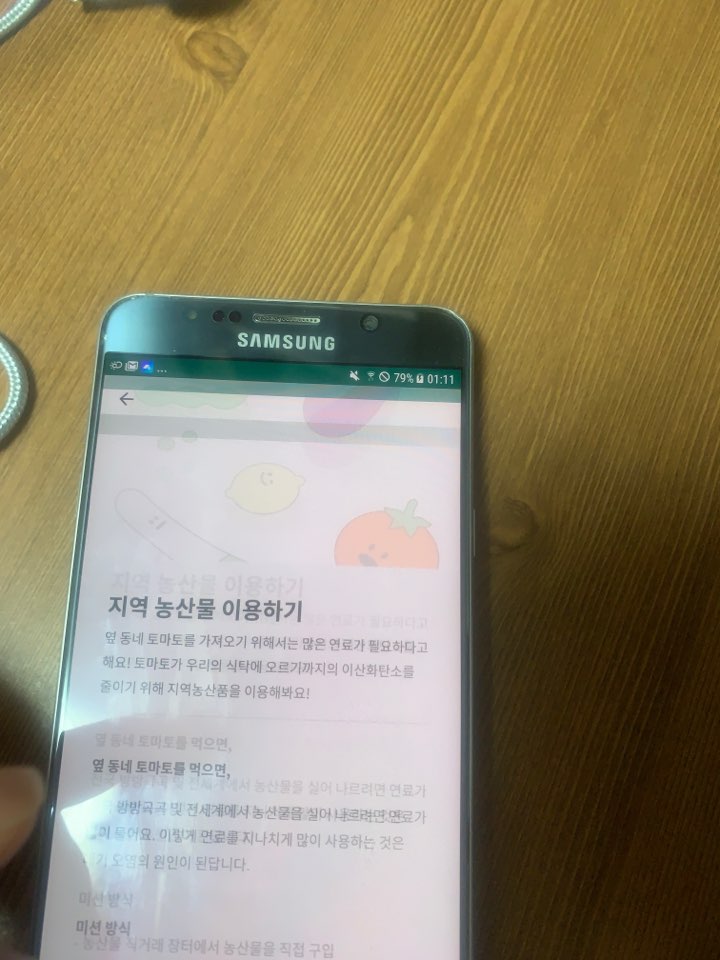 SAMSUNG
79% 01:11
지역 농산물 이용하기
옆 동네 토마토를 가져오기 위해서는 많은 연료가 필요하다고
해요! 토마토가 우리의 식탁에 오르기까지의 이산화탄소를
줄이기 위해 지역농산품을 이용해봐요!
옆 동네 토마토를 먹으면,
방방곡곡 및 전세계에서 농산물을 실어 나르려면 연료가
들어요. 이렇게 연료를 지나치게 많이 사용하는 것은
오염의 원인이 된답니다.
미션 방식
- 농산물 직거래 장터에서 농산물을 직접 구입